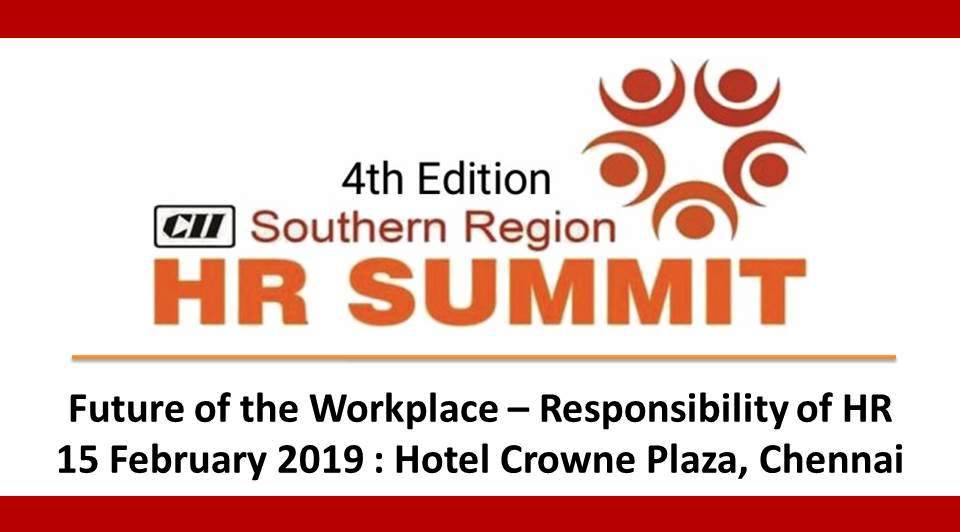 4th Edition
CII Southern Region
HR SUMMIT
Future of the Workplace – Responsibility of HR
15 February 2019 : Hotel Crowne Plaza, Chennai